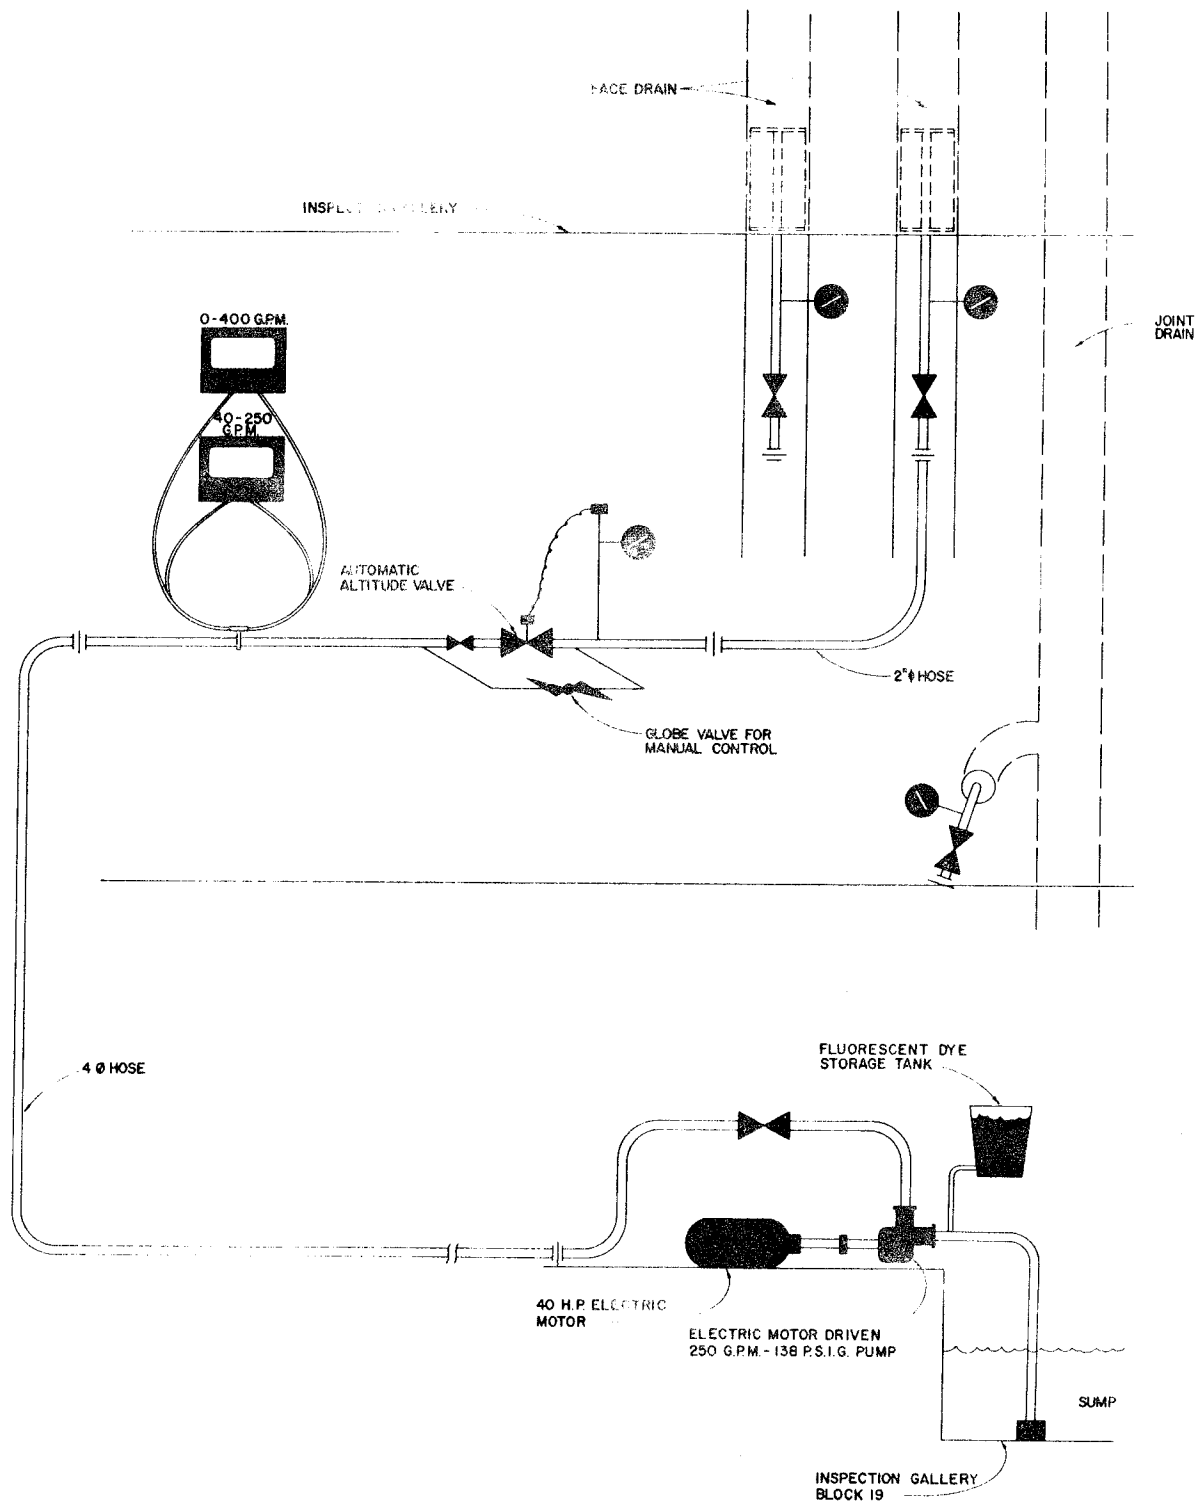 FACE DRAIN
INSPECTION GALLERY
0-400 G.P.M.
JOINT
DRAIN
40-250
G.P.M.
AUTOMATIC
ALTITUDE VALVE
2"ɸ HOSE
GLOBE VALVE FOR
MANUAL CONTROL
FLUORESCENT DYE
STORAGE TANK
4 Ø HOSE
40 H.P. ELECTRIC
MOTOR
ELECTRIC MOTOR DRIVEN
250 G.P.M. - 138 P.S.I.G. PUMP
SUMP
INSPECTION GALLERY
BLOCK 19